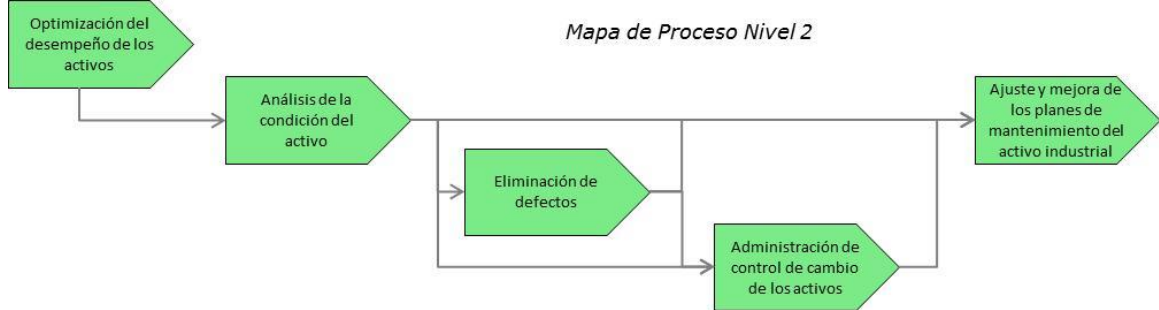 Optimización del
desempeño de los
activos
Mapa de Proceso Nivel 2
Análisis de la
condición del
activo
Ajuste y mejora de
los planes de
mantenimiento del
activo industrial
Eliminación de
defectos
Administración de
control de cambio
de los activos